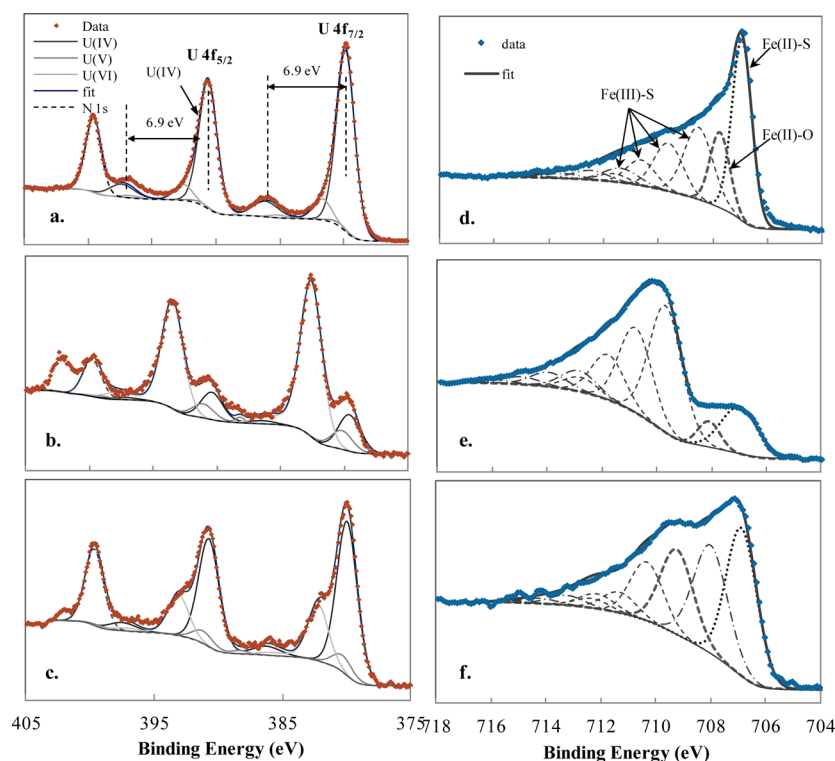 Data
U(IV)
U(V)
U(VI)
fit
N 1s
U 4f5/2
U 4f7/2
U(IV)
6.9 eV
6.9 eV
a.
b.
c.
405
395
385
375
Binding Energy (eV)
data
fit
Fe(III)-S
Fe(II)-S
Fe(II)-O
d.
e.
f.
718
716
714
712
710
708
706
704
Binding Energy (eV)